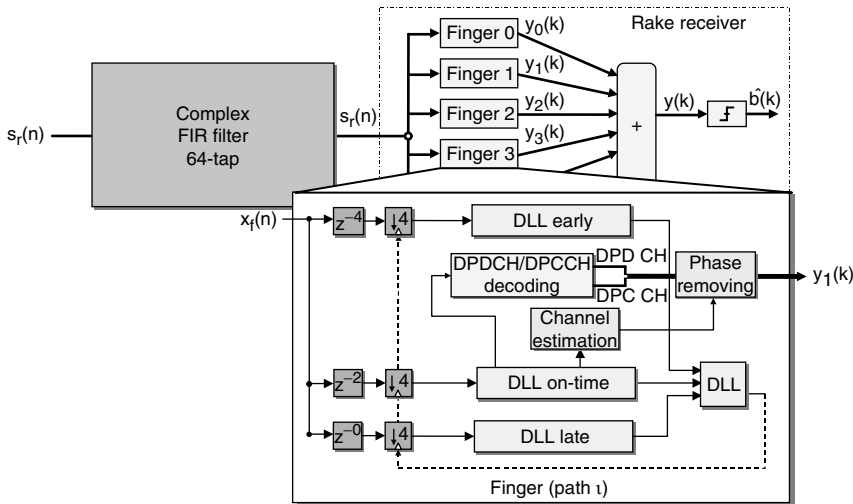 Rake receiver
Finger 0
y0(k)
Finger 1
y1(k)
Finger 2
y2(k)
Finger 3
y3(k)
+
y(k)
b̂(k)
sr(n)
Complex
FIR filter
64-tap
sr(n)
xf(n)
z−4
↓4
DLL early
DPDCH/DPCCH
decoding
DPD CH
DPC CH
Phase
removing
y1(k)
Channel
estimation
z−2
↓4
DLL on-time
DLL
z−0
↓4
DLL late
Finger (path ι)